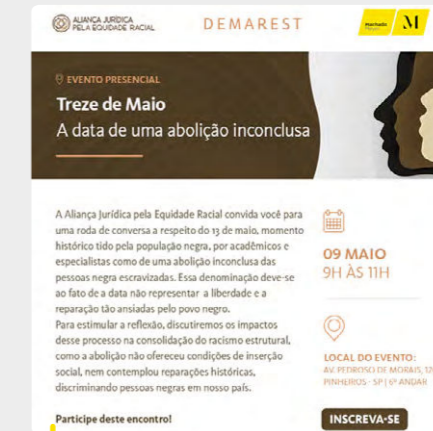 ALIANÇA JURÍDICA
PELA EQUIDADE RACIAL
DEMAREST
Machado
Meyer
M
EVENTO PRESENCIAL
Treze de Maio
A data de uma abolição inconclusa
A Aliança Jurídica pela Equidade Racial convida você para
uma roda de conversa a respeito do 13 de maio, momento
histórico tido pela população negra, por acadêmicos e
especialistas como de uma abolição inconclusa das
pessoas negra escravizadas. Essa denominação deve-se
ao fato de a data não representar a liberdade e a
reparação tão ansiadas pelo povo negro.
Para estimular a reflexão, discutiremos os impactos
desse processo na consolidação do racismo estrutural,
como a abolição não ofereceu condições de inserção
social, nem contemplou reparações históricas,
discriminando pessoas negras em nosso país.
Participe deste encontro!
09 MAIO
9H ÀS 11H
LOCAL DO EVENTO:
AV. PEDROSO DE MORAIS, 12
PINHEIROS - SP | 6º ANDAR
INSCREVA-SE